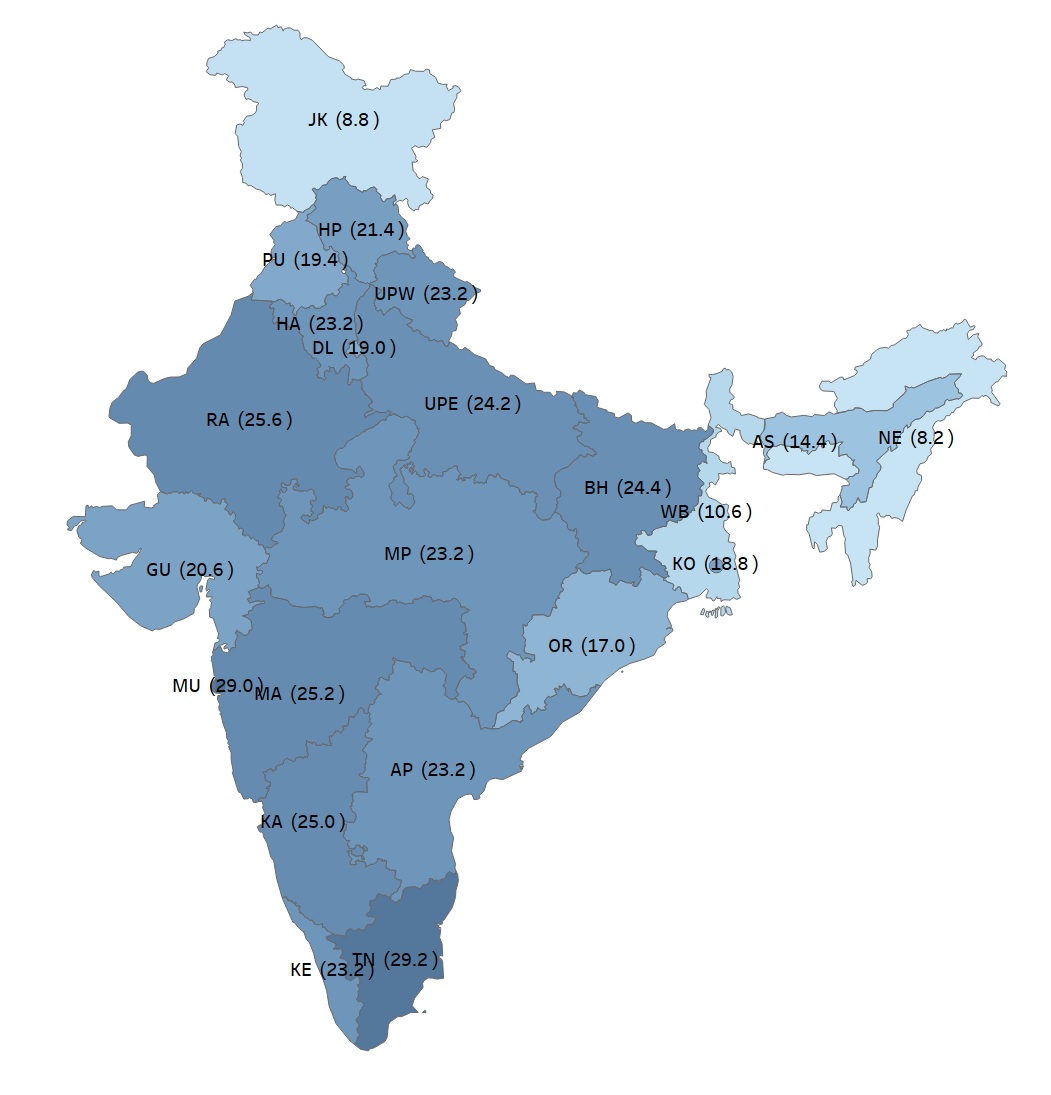 JK (8.8)
HP (21.4)
PU (19.4)
UPW (23.2)
HA (23.2)
DL (19.0)
UPE (24.2)
RA (25.6)
AS (14.4)
NE (8.2)
BH (24.4)
WB (10.6)
MP (23.2)
KO (18.8)
GU (20.6)
OR (17.0)
MU (29.0)
MA (25.2)
AP (23.2)
KA (25.0)
TN (29.2)
KE (23.2)